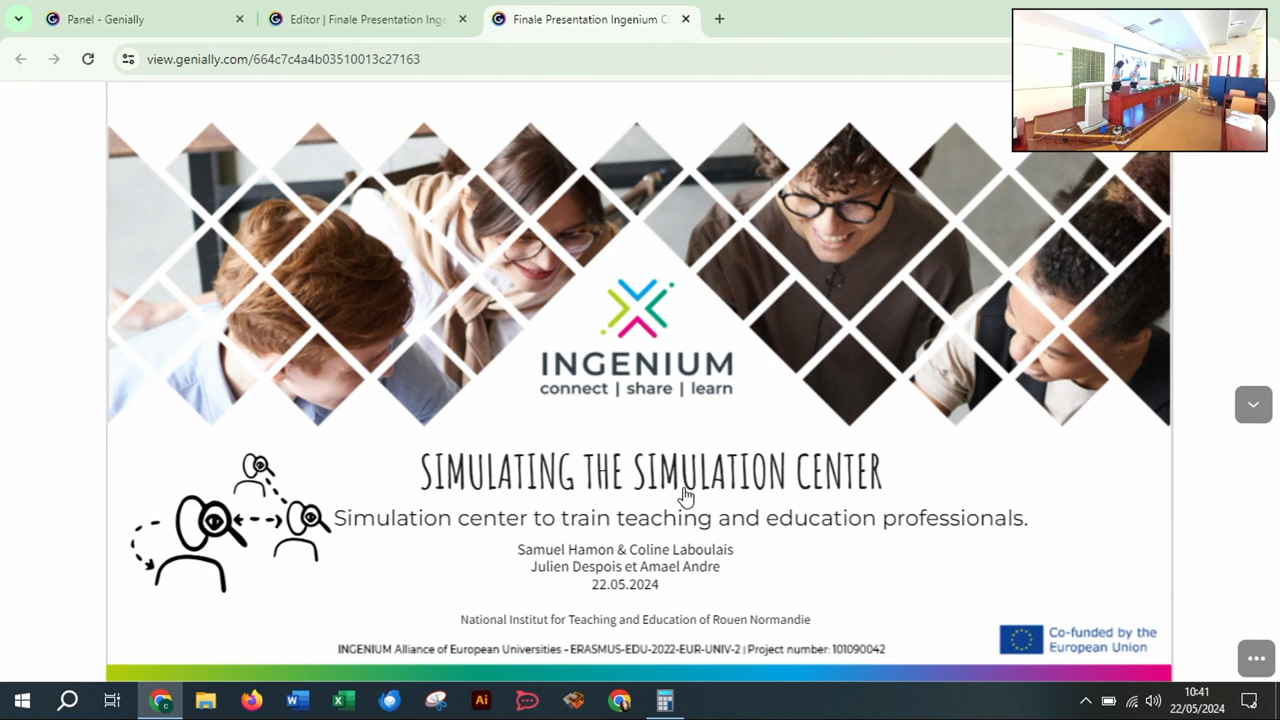 Panel - Genially
Editor | Finale Presentation Inge
Finale Presentation Ingenium C
view.genially.com/664c7c4a4b03510013c27163
INGENIUM
connect | share | learn
SIMULATING THE SIMULATION CENTER
Simulation center to train teaching and education professionals.
Samuel Hamon & Coline Laboulais
Julien Despois et Amael Andre
22.05.2024
National Institut for Teaching and Education of Rouen Normandie
INGENIUM Alliance of European Universities - ERASMUS-EDU-2022-EUR-UNIV-2 | Project number: 101090042
Co-funded by the
European Union
Ai
10:41
22/05/2024